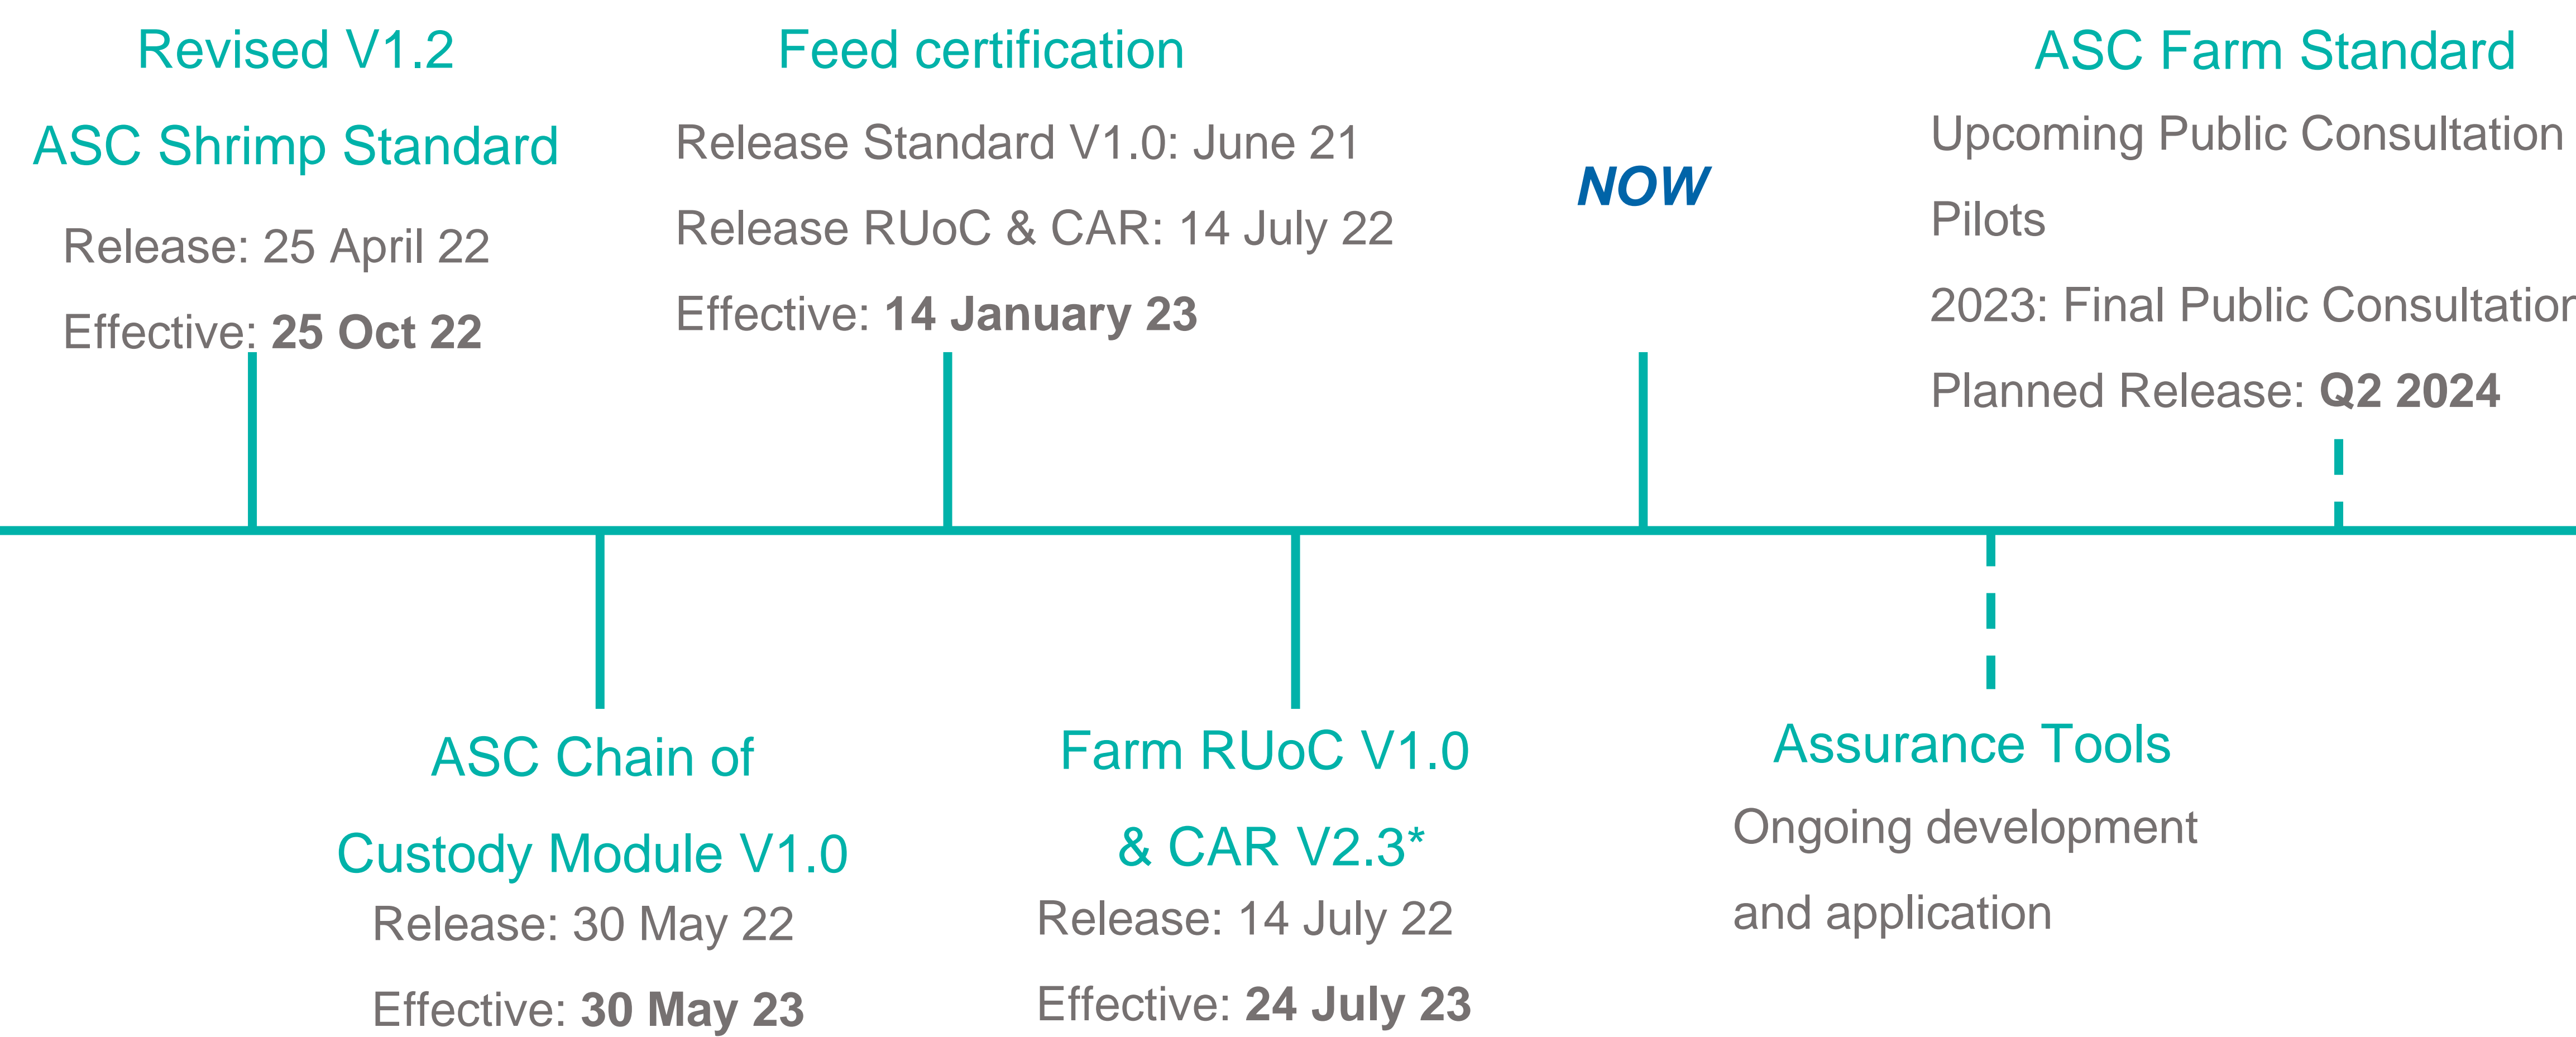 Revised V1.2
ASC Shrimp Standard
Release: 25 April 22
Effective: 25 Oct 22
Feed certification
Release Standard V1.0: June 21
Release RUoC & CAR: 14 July 22
Effective: 14 January 23
NOW
ASC Farm Standard
Upcoming Public Consultation
Pilots
2023: Final Public Consultation
Planned Release: Q2 2024
ASC Chain of
Custody Module V1.0
Release: 30 May 22
Effective: 30 May 23
Farm RUoC V1.0
& CAR V2.3*
Release: 14 July 22
Effective: 24 July 23
Assurance Tools
Ongoing development
and application